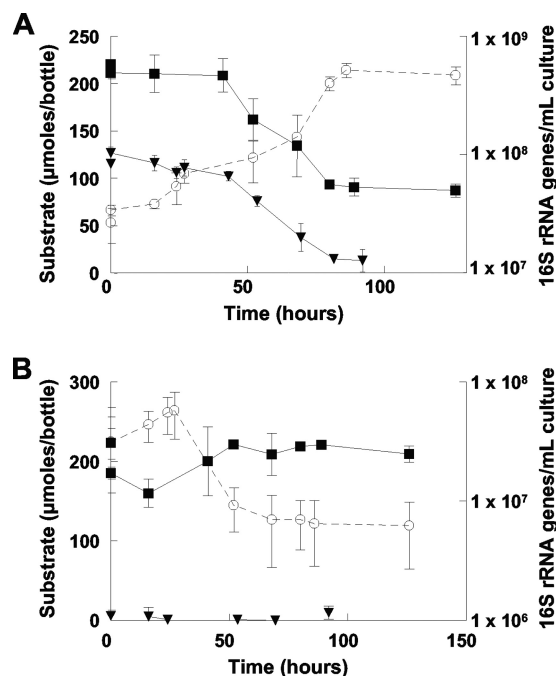 A
250
200
150
100
50
0
Substrate (µmoles/bottle)
1 x 10⁹
1 x 10⁸
1 x 10⁷
16S rRNA genes/mL culture
0
50
100
Time (hours)
B
300
200
100
0
Substrate (µmoles/bottle)
1 x 10⁸
1 x 10⁷
1 x 10⁶
16S rRNA genes/mL culture
0
50
100
150
Time (hours)